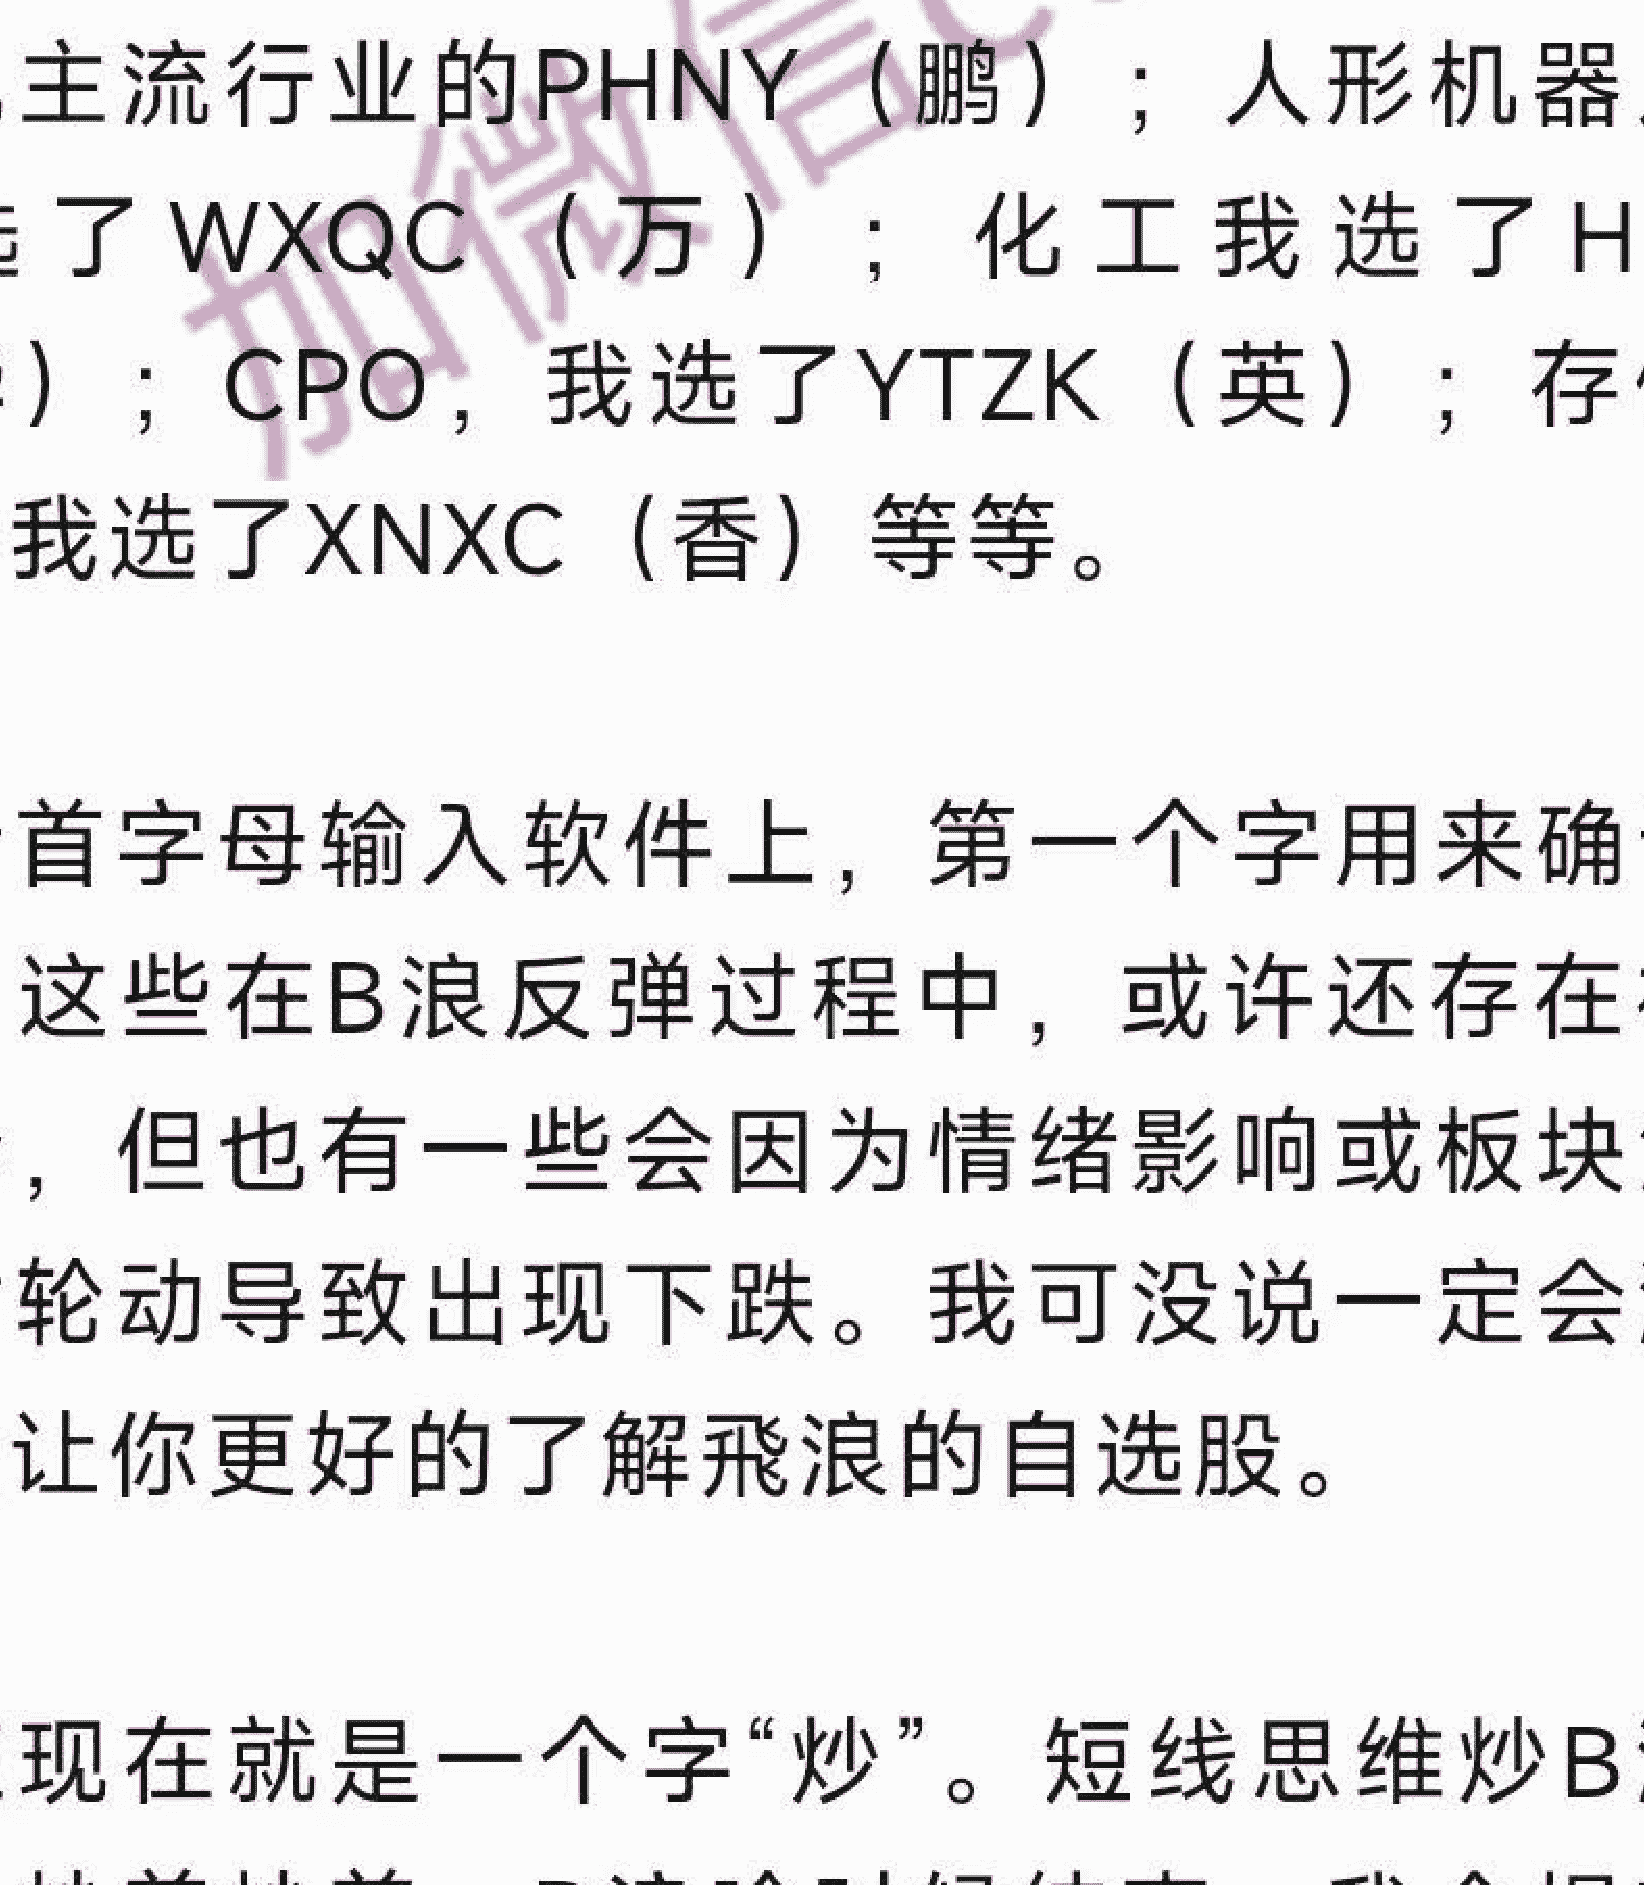 主流行业的PHNY（鹏）；人形机器
了WXQC（万）；化工我选了H
）；CPO，我选了YTZK（英）；存
我选了XNXC（香）等等。
首字母输入软件上，第一个字用来确
这些在B浪反弹过程中，或许还存在
，但也有一些会因为情绪影响或板块
轮动导致出现下跌。我可没说一定会
让你更好的了解飛浪的自选股。
现在就是一个字“炒”。短线思维炒B
加微信